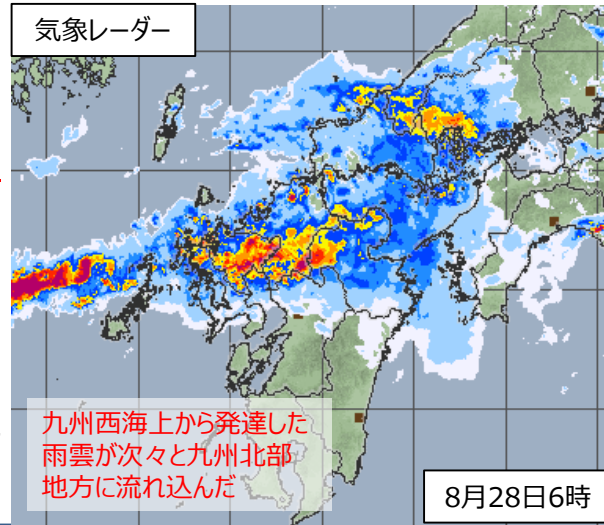 気象レーダー
九州西海上から発達した
雨雲が次々と九州北部
地方に流れ込んだ
8月28日6時